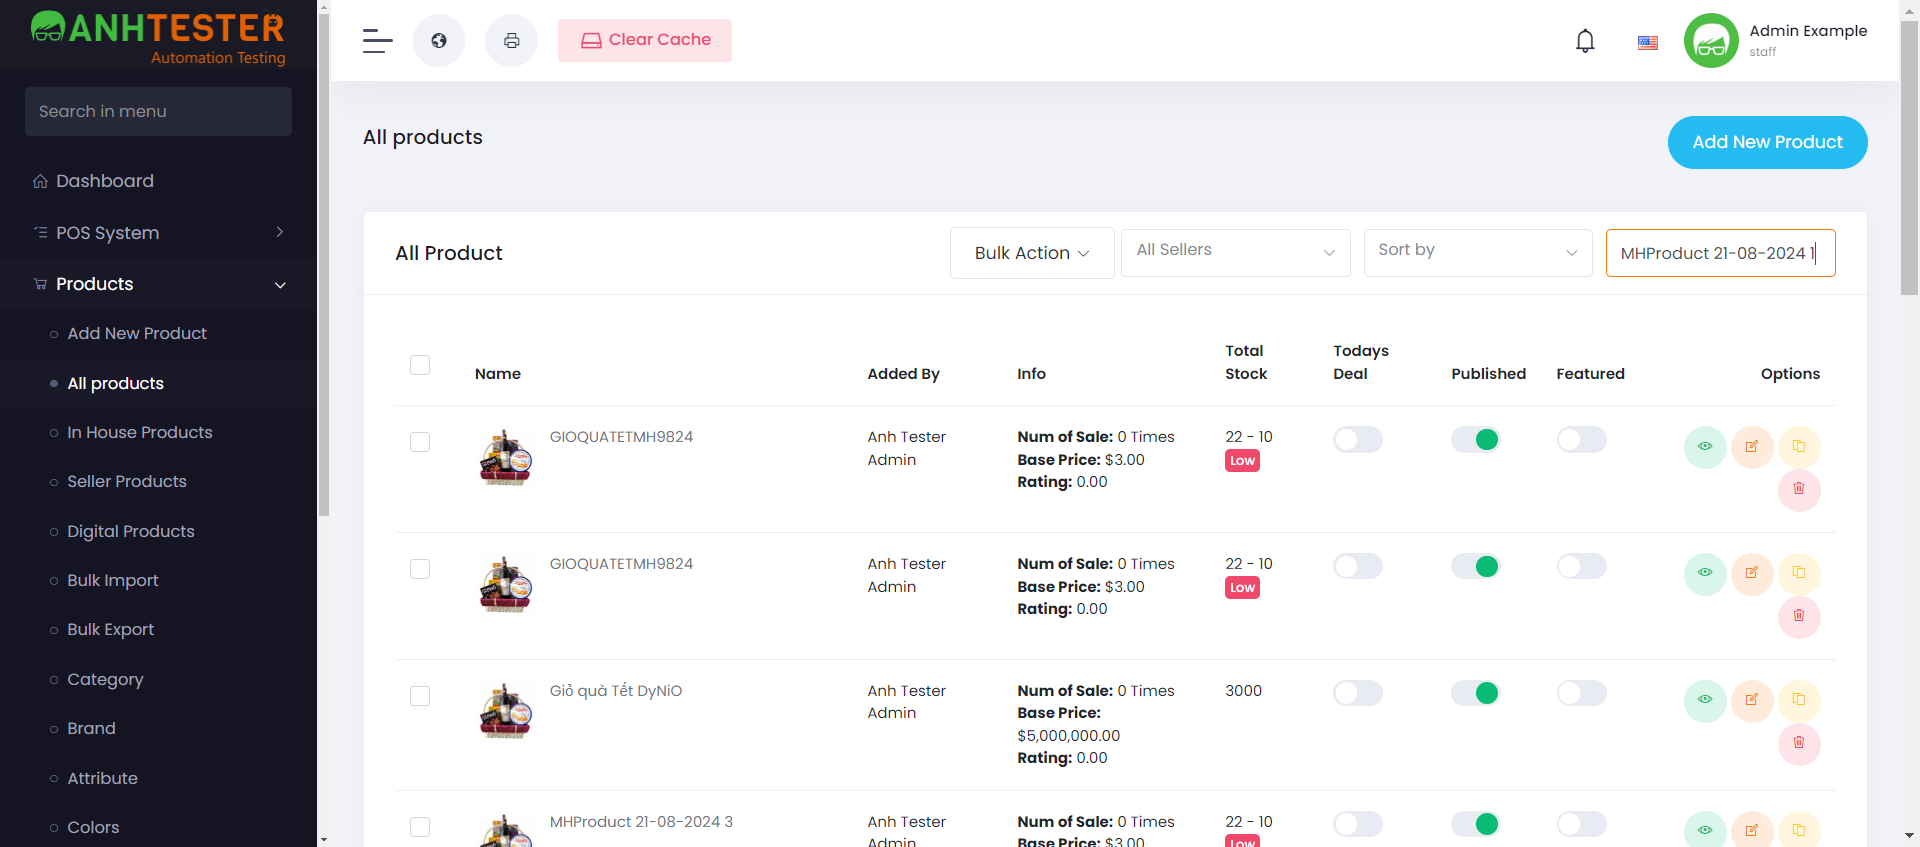 ANHTESTER
Automation Testing
Search in menu
Dashboard
POS System
Products
Add New Product
All products
In House Products
Seller Products
Digital Products
Bulk Import
Bulk Export
Category
Brand
Attribute
Colors
Clear Cache
Admin Example
staff
All products
Add New Product
All Product
Bulk Action
All Sellers
Sort by
MHProduct 21-08-2024 1
Name
Added By
Info
Total Stock
Todays Deal
Published
Featured
Options
GIOQUATETMH9824
Anh Tester Admin
Num of Sale: 0 Times
Base Price: $3.00
Rating: 0.00
22 - 10
Low
GIOQUATETMH9824
Anh Tester Admin
Num of Sale: 0 Times
Base Price: $3.00
Rating: 0.00
22 - 10
Low
Giỏ quà Tết DyNiO
Anh Tester Admin
Num of Sale: 0 Times
Base Price:
$5,000,000.00
Rating: 0.00
3000
MHProduct 21-08-2024 3
Anh Tester Admin
Num of Sale: 0 Times
Base Price: $3.00
22 - 10
Low